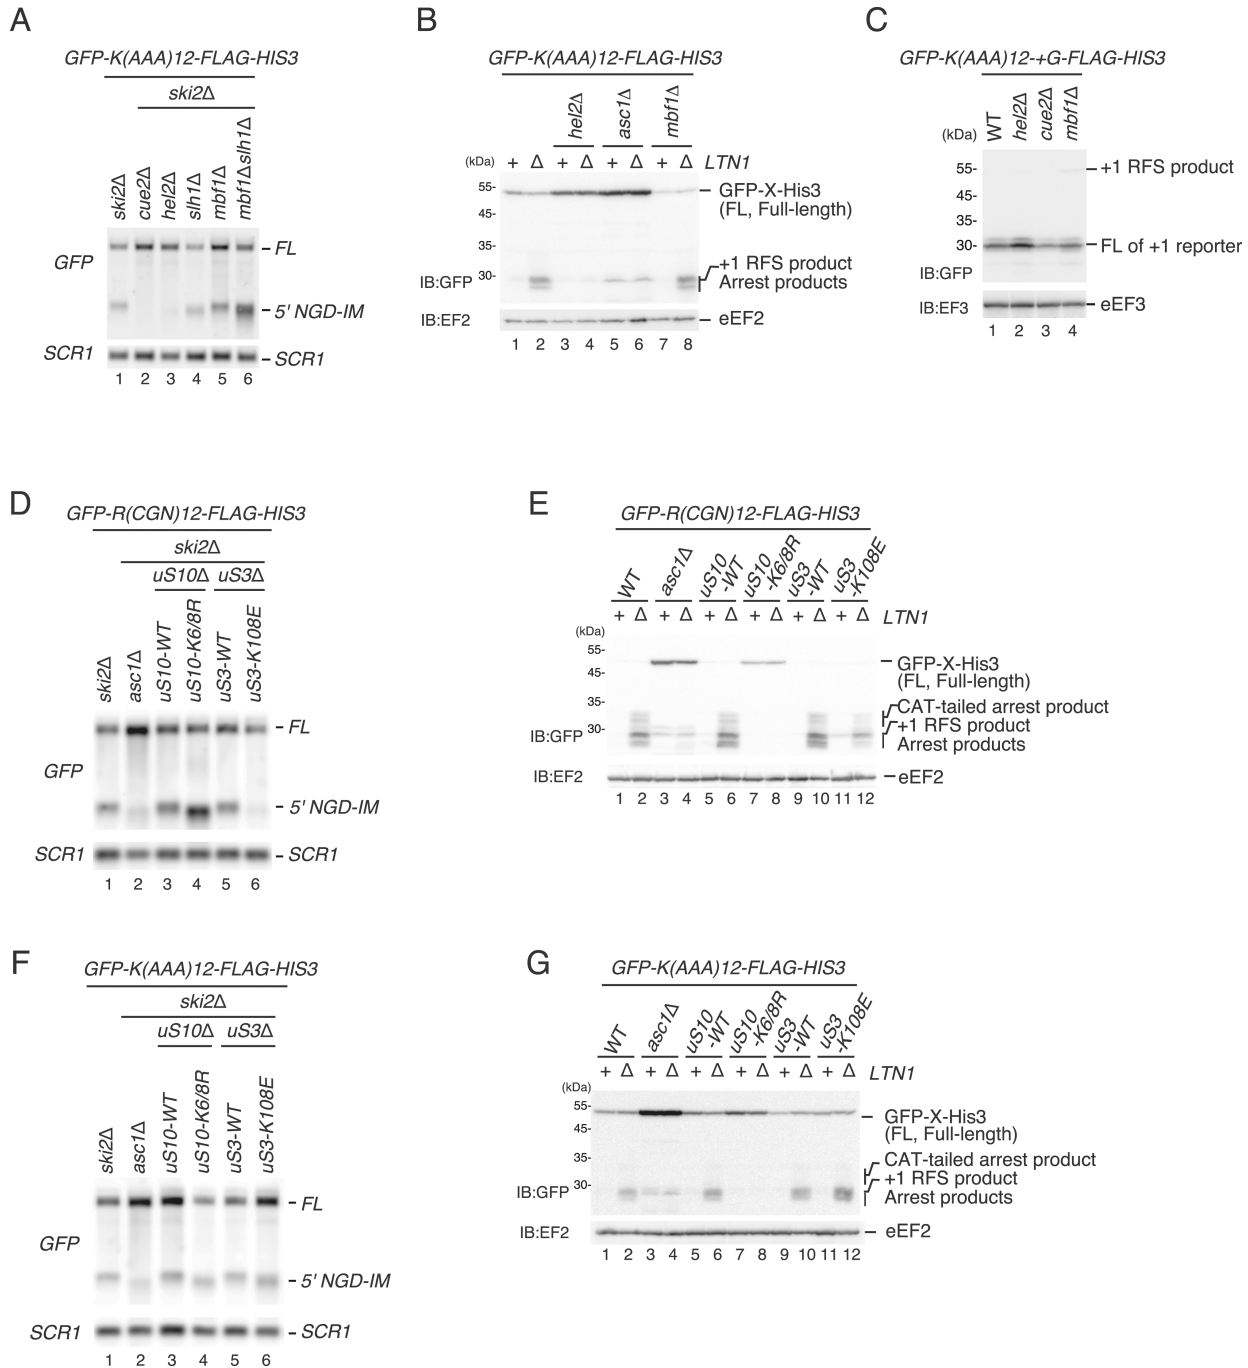 A
GFP-K(AAA)12-FLAG-HIS3
ski2Δ
ski2Δ
cue2Δ
hel2Δ
slh1Δ
mbf1Δ
mbf1Δslh1Δ
GFP
FL
5' NGD-IM
SCR1
SCR1
1 2 3 4 5 6
B
GFP-K(AAA)12-FLAG-HIS3
hel2Δ
asc1Δ
mbf1Δ
(kDa)
+ Δ + Δ + Δ + Δ LTN1
55-
45-
35-
30-
GFP-X-His3
(FL, Full-length)
+1 RFS product
Arrest products
IB:GFP
IB:EF2
eEF2
1 2 3 4 5 6 7 8
C
GFP-K(AAA)12-+G-FLAG-HIS3
WT
hel2Δ
cue2Δ
mbf1Δ
(kDa)
55-
45-
35-
30-
+1 RFS product
FL of +1 reporter
IB:GFP
IB:EF3
eEF3
1 2 3 4
D
GFP-R(CGN)12-FLAG-HIS3
ski2Δ
uS10Δ uS3Δ
ski2Δ
asc1Δ
uS10-WT
uS10-K6/8R
uS3-WT
uS3-K108E
GFP
FL
5' NGD-IM
SCR1
SCR1
1 2 3 4 5 6
E
GFP-R(CGN)12-FLAG-HIS3
WT
asc1Δ
uS10
-WT
uS10
-K6/8R
uS3
-WT
uS3
-K108E
+ Δ + Δ + Δ + Δ + Δ + Δ LTN1
(kDa)
55-
45-
35-
30-
GFP-X-His3
(FL, Full-length)
CAT-tailed arrest product
+1 RFS product
Arrest products
IB:GFP
IB:EF2
eEF2
1 2 3 4 5 6 7 8 9 10 11 12
F
GFP-K(AAA)12-FLAG-HIS3
ski2Δ
uS10Δ uS3Δ
ski2Δ
asc1Δ
uS10-WT
uS10-K6/8R
uS3-WT
uS3-K108E
GFP
FL
5' NGD-IM
SCR1
SCR1
1 2 3 4 5 6
G
GFP-K(AAA)12-FLAG-HIS3
WT
asc1Δ
uS10
-WT
uS10
-K6/8R
uS3
-WT
uS3
-K108E
+ Δ + Δ + Δ + Δ + Δ + Δ LTN1
(kDa)
55-
45-
35-
30-
GFP-X-His3
(FL, Full-length)
CAT-tailed arrest product
+1 RFS product
Arrest products
IB:GFP
IB:EF2
eEF2
1 2 3 4 5 6 7 8 9 10 11 12